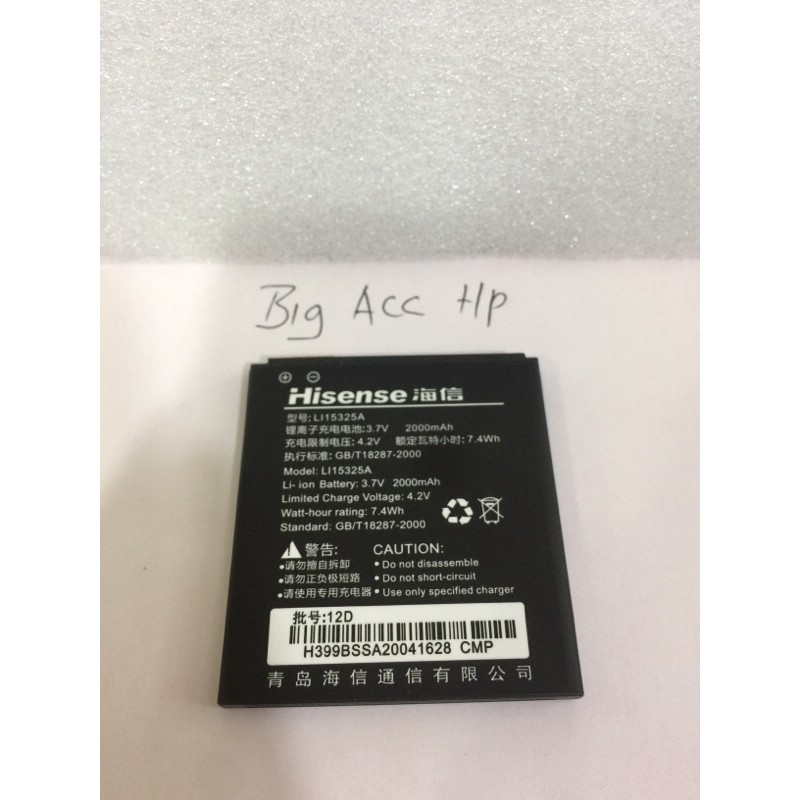 Big Acc Hp
Hisense 海信
型号: LI15325A
锂离子充电电池: 3.7V 2000mAh
充电限制电压: 4.2V 额定瓦特小时: 7.4Wh
执行标准: GB/T18287-2000
Model: LI15325A
Li- ion Battery: 3.7V 2000mAh
Limited Charge Voltage: 4.2V
Watt-hour rating: 7.4Wh
Standard: GB/T18287-2000
警告: CAUTION:
•请勿擅自拆卸 • Do not disassemble
•请勿正负极短路 • Do not short-circuit
•请使用专用充电器 • Use only specified charger
批号:12D
H399BSSA20041628 CMP
青岛海信通信有限公司